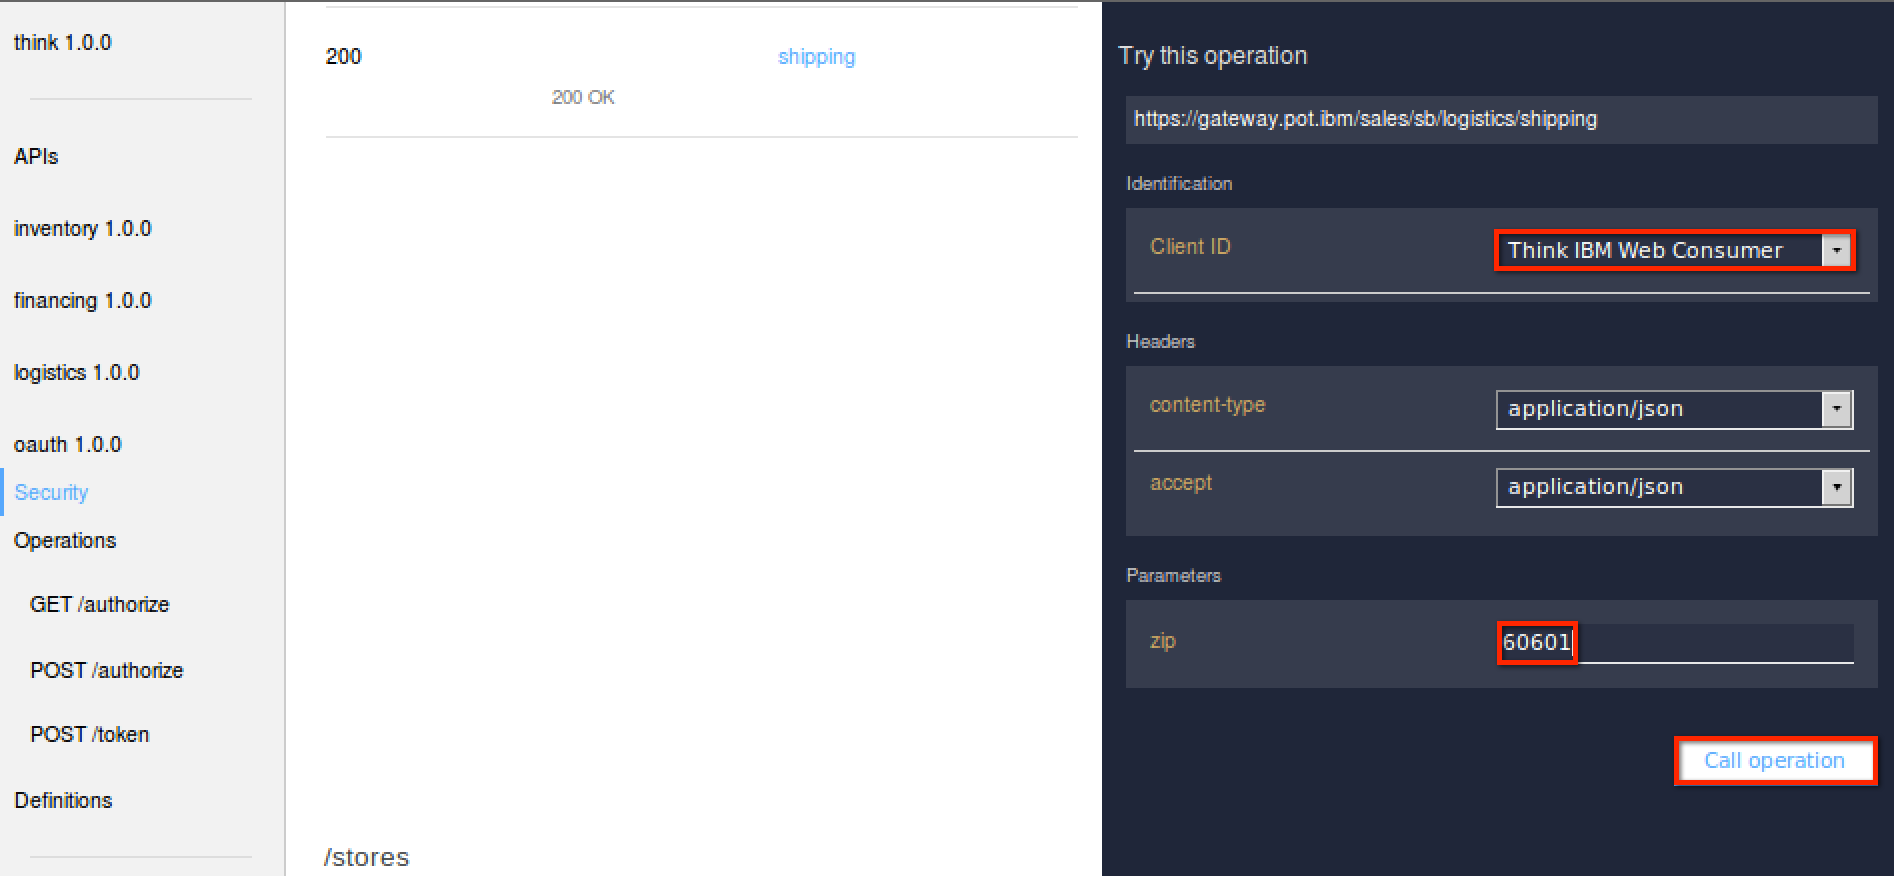 think 1.0.0
APIs
inventory 1.0.0
financing 1.0.0
logistics 1.0.0
oauth 1.0.0
Security
Operations
GET /authorize
POST /authorize
POST /token
Definitions
200
shipping
200 OK
/stores
Try this operation
https://gateway.pot.ibm/sales/sb/logistics/shipping
Identification
Client ID
Think IBM Web Consumer
Headers
content-type
application/json
accept
application/json
Parameters
zip
60601
Call operation